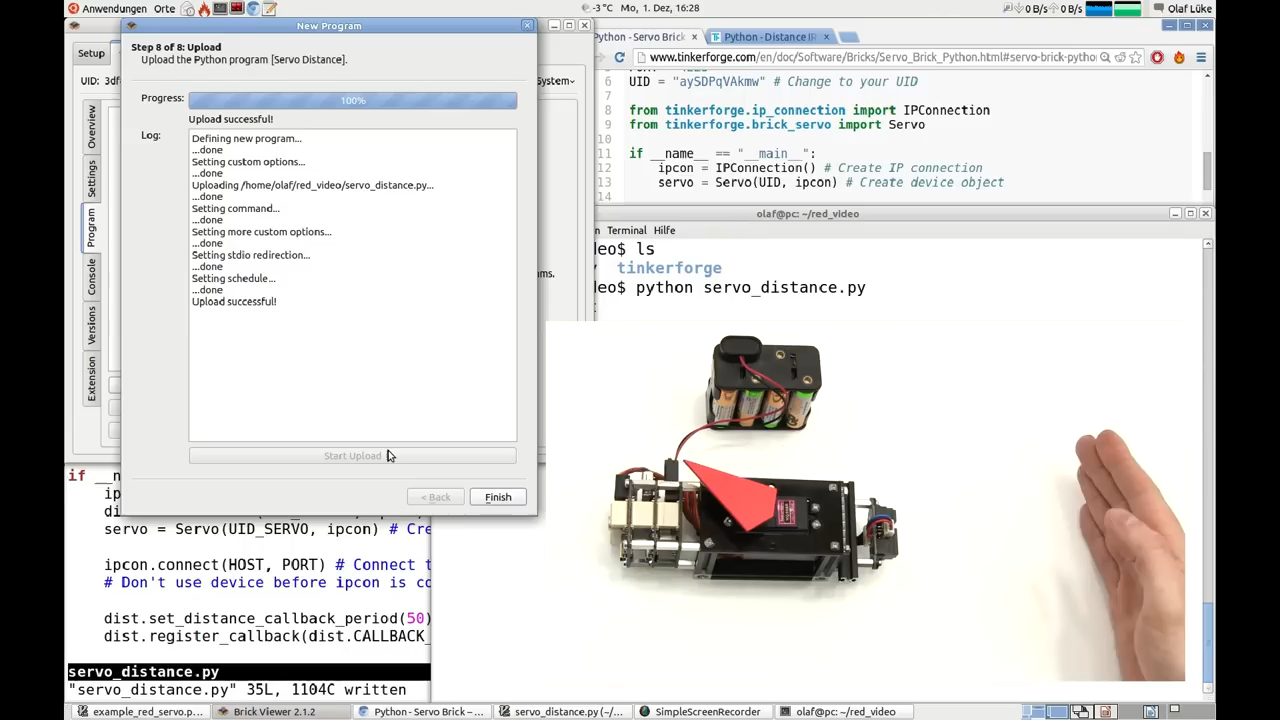 Anwendungen Orte
-3 °C Mo, 1. Dez, 16:28
0 B/s 0 B/s Olaf Lüke
New Program
Step 8 of 8: Upload
Upload the Python program [Servo Distance].
Progress: 100%
Upload successful!
Log:
Defining new program...
...done
Setting custom options...
...done
Uploading /home/olaf/red_video/servo_distance.py...
...done
Setting command...
...done
Setting more custom options...
...done
Setting stdio redirection...
...done
Setting schedule...
...done
Upload successful!
Start Upload
< Back Finish
Setup
UID:
System
Overview
Settings
Program
Console
Versions
Extension
Python - Servo Brick
Python - Distance IR
www.tinkerforge.com/en/doc/Software/Bricks/Servo_Brick_Python.html#servo-brick-pytho
6 UID = "aySDPqVAkmw" # Change to your UID
7
8 from tinkerforge.ip_connection import IPConnection
9 from tinkerforge.brick_servo import Servo
10
11 if __name__ == "__main__":
12 ipcon = IPConnection() # Create IP connection
13 servo = Servo(UID, ipcon) # Create device object
14
olaf@pc: ~/red_video
Terminal Hilfe
deo$ ls
tinkerforge
deo$ python servo_distance.py
if __n
ip
di
servo = Servo(UID_SERVO, ipcon) # Cre
ipcon.connect(HOST, PORT) # Connect t
# Don't use device before ipcon is co
dist.set_distance_callback_period(50)
dist.register_callback(dist.CALLBACK_
servo_distance.py
"servo_distance.py" 35L, 1104C written
example_red_servo.p...
Brick Viewer 2.1.2
Python - Servo Brick –...
servo_distance.py (~/...
SimpleScreenRecorder
olaf@pc: ~/red_video